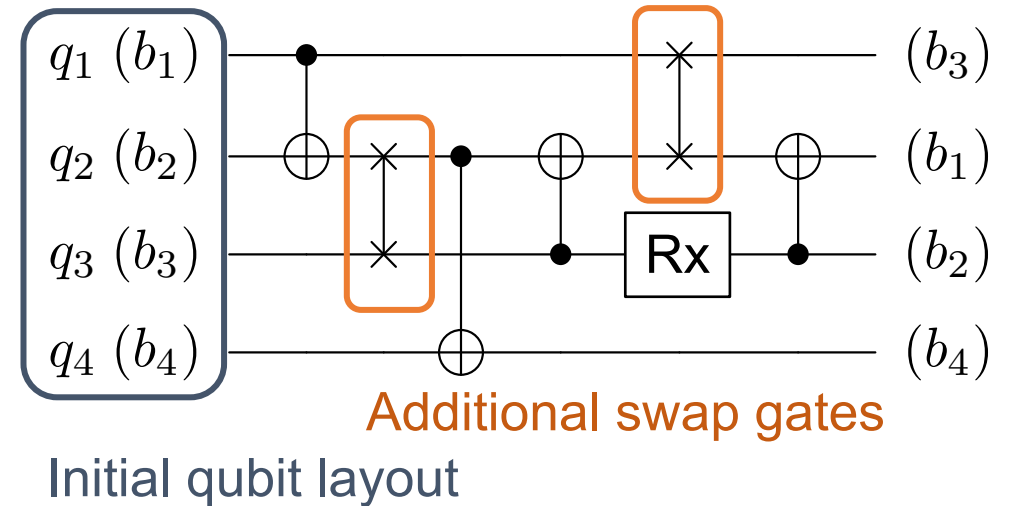 q₁ (b₁) (b₃)
q₂ (b₂) (b₁)
q₃ (b₃) Rx (b₂)
q₄ (b₄) (b₄)
Additional swap gates
Initial qubit layout